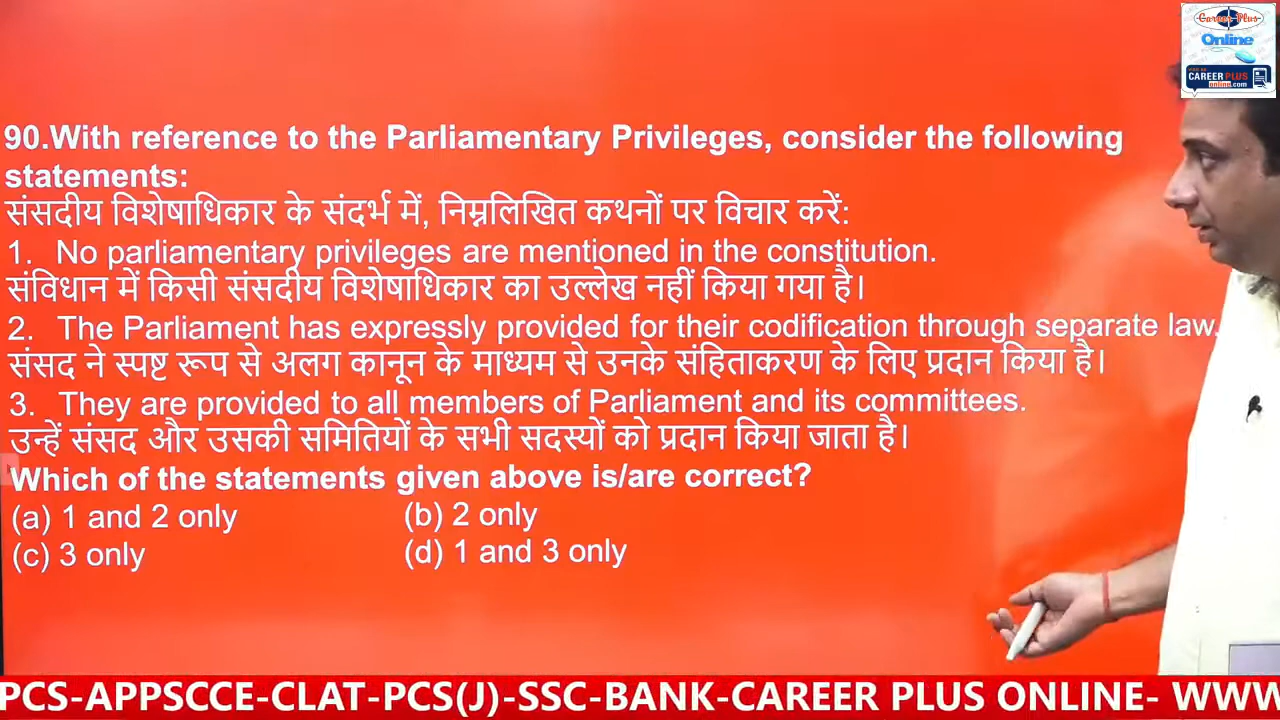 Career Plus
Online
CAREER PLUS
online.com
90.With reference to the Parliamentary Privileges, consider the following
statements:
संसदीय विशेषाधिकार के संदर्भ में, निम्नलिखित कथनों पर विचार करें:
1. No parliamentary privileges are mentioned in the constitution.
संविधान में किसी संसदीय विशेषाधिकार का उल्लेख नहीं किया गया है।
2. The Parliament has expressly provided for their codification through separate law.
संसद ने स्पष्ट रूप से अलग कानून के माध्यम से उनके संहिताकरण के लिए प्रदान किया है।
3. They are provided to all members of Parliament and its committees.
उन्हें संसद और उसकी समितियों के सभी सदस्यों को प्रदान किया जाता है।
Which of the statements given above is/are correct?
(a) 1 and 2 only (b) 2 only
(c) 3 only (d) 1 and 3 only
PCS-APPSCCE-CLAT-PCS(J)-SSC-BANK-CAREER PLUS ONLINE- WWW